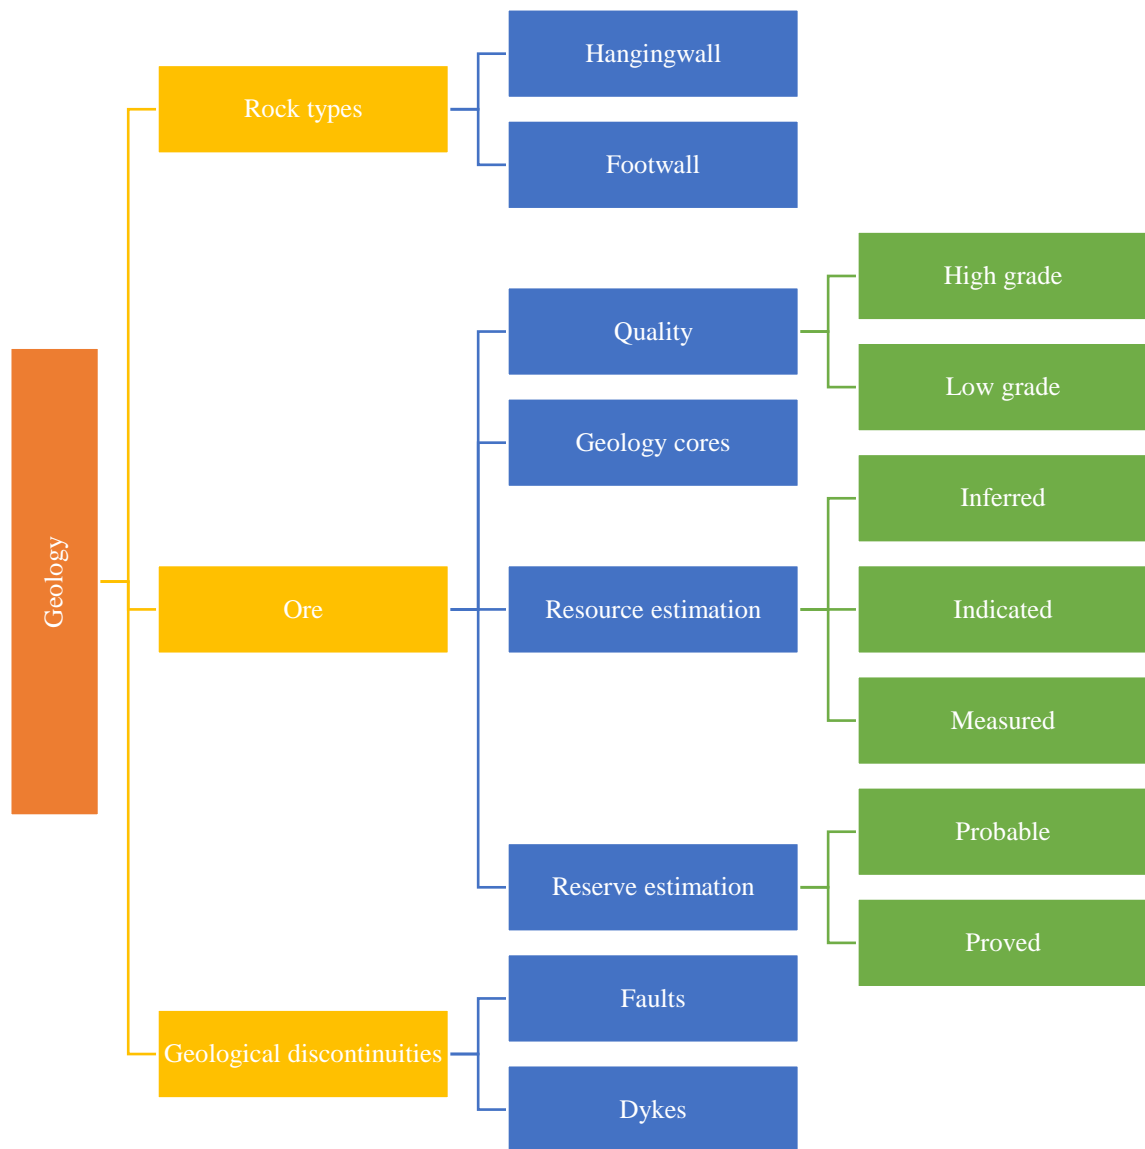 Geology
Rock types
Hangingwall
Footwall
Ore
Quality
High grade
Low grade
Geology cores
Resource estimation
Inferred
Indicated
Measured
Reserve estimation
Probable
Proved
Geological discontinuities
Faults
Dykes